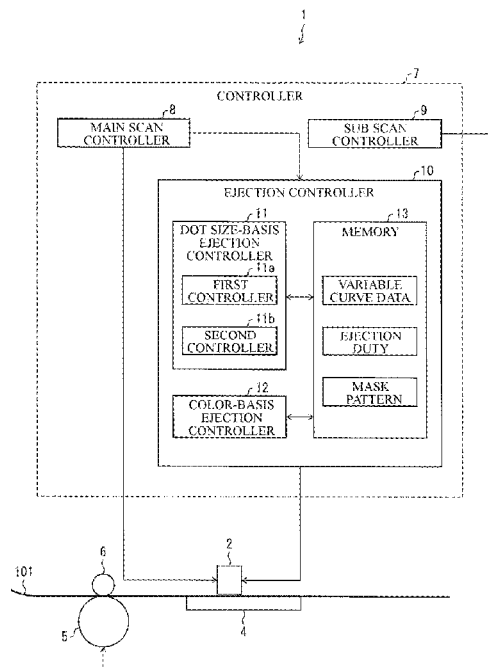 1
7
CONTROLLER
8
MAIN SCAN
CONTROLLER
9
SUB SCAN
CONTROLLER
10
EJECTION CONTROLLER
11
DOT SIZE-BASIS
EJECTION
CONTROLLER
11a
FIRST
CONTROLLER
11b
SECOND
CONTROLLER
12
COLOR-BASIS
EJECTION
CONTROLLER
13
MEMORY
VARIABLE
CURVE DATA
EJECTION
DUTY
MASK
PATTERN
101
6
5
2
4